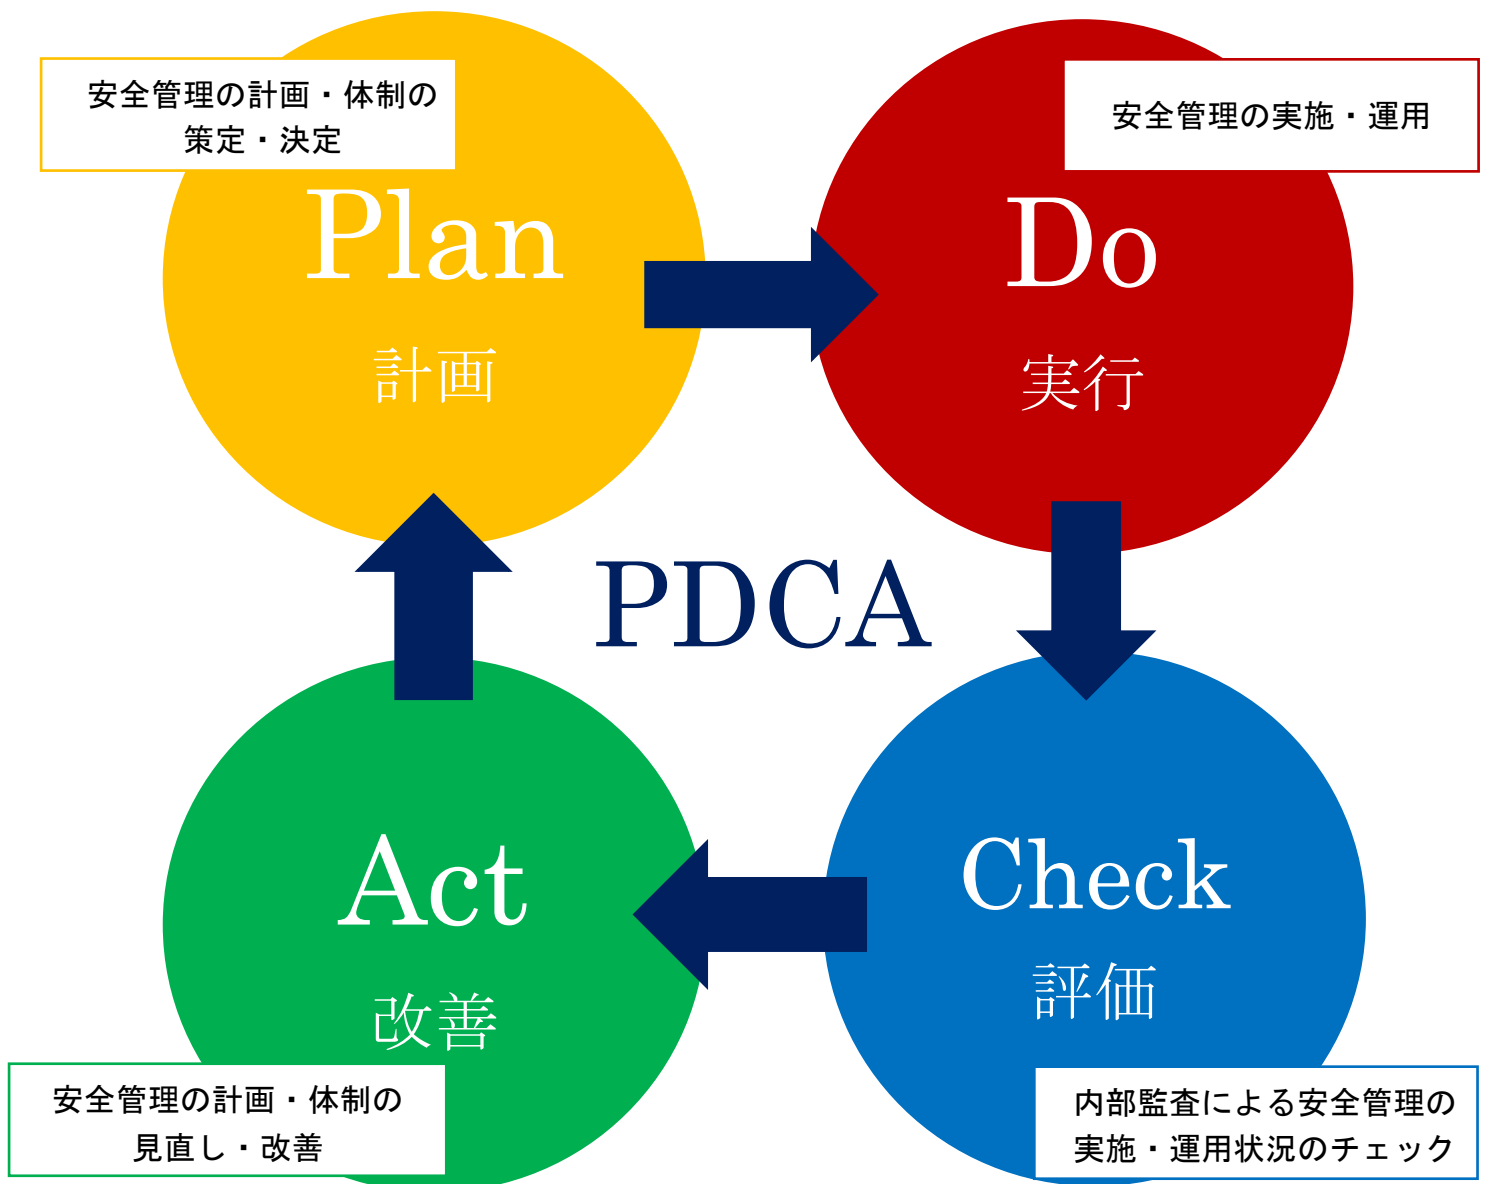 安全管理の計画・体制の
策定・決定
Plan
計画
安全管理の実施・運用
Do
実行
PDCA
Act
改善
安全管理の計画・体制の
見直し・改善
Check
評価
内部監査による安全管理の
実施・運用状況のチェック